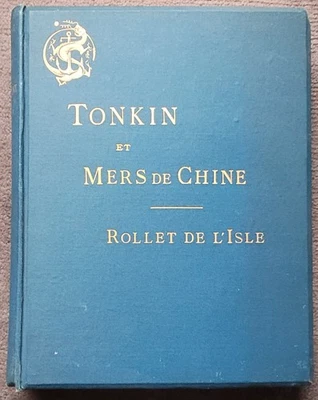 TONKIN
ET
MERS DE CHINE
ROLLET DE L'ISLE